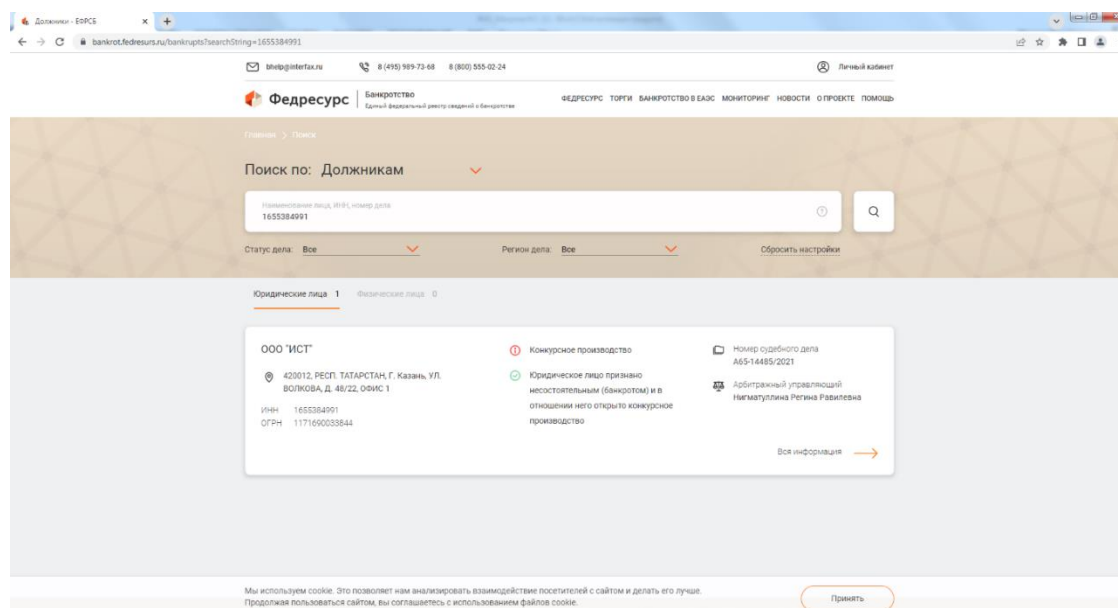 Должники - ЕФРСБ
bankrot.fedresurs.ru/bankrupts?searchString=1655384991
bhelp@interfax.ru 8 (495) 989-73-68 8 (800) 555-02-24 Личный кабинет
Федресурс Банкротство
Единый федеральный реестр сведений о банкротстве
ФЕДРЕСУРС ТОРГИ БАНКРОТСТВО В ЕАЭС МОНИТОРИНГ НОВОСТИ О ПРОЕКТЕ ПОМОЩЬ
Главная > Поиск
Поиск по: Должникам
Наименование лица, ИНН, номер дела
1655384991
Статус дела: Все Регион дела: Все Сбросить настройки
Юридические лица 1 Физические лица 0
ООО "ИСТ"
420012, РЕСП. ТАТАРСТАН, Г. Казань, УЛ.
ВОЛКОВА, Д. 48/22, ОФИС 1
ИНН 1655384991
ОГРН 1171690033844
Конкурсное производство
Юридическое лицо признано
несостоятельным (банкротом) и в
отношении него открыто конкурсное
производство
Номер судебного дела
А65-14485/2021
Арбитражный управляющий
Нигматуллина Регина Равилевна
Вся информация
Мы используем cookie. Это позволяет нам анализировать взаимодействие посетителей с сайтом и делать его лучше.
Продолжая пользоваться сайтом, вы соглашаетесь с использованием файлов cookie.
Принять